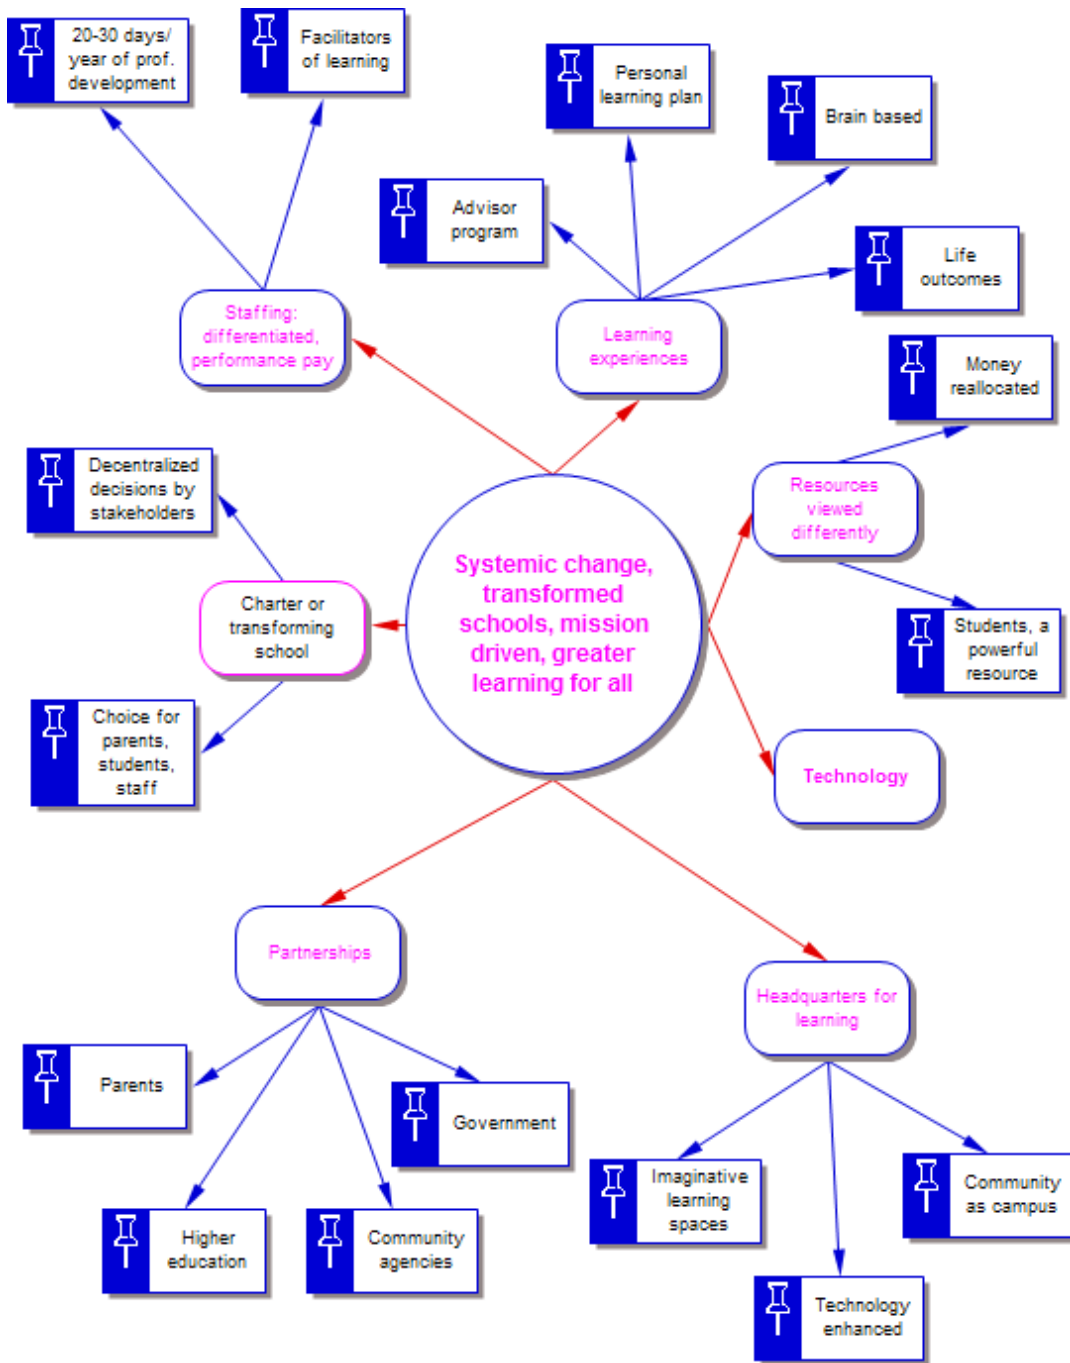 20-30 days/
year of prof.
development
Facilitators
of learning
Personal
learning plan
Brain based
Advisor
program
Life
outcomes
Staffing:
differentiated,
performance pay
Learning
experiences
Money
reallocated
Decentralized
decisions by
stakeholders
Resources
viewed
differently
Systemic change,
transformed
schools, mission
driven, greater
learning for all
Charter or
transforming
school
Students, a
powerful
resource
Choice for
parents,
students,
staff
Technology
Partnerships
Headquarters for
learning
Parents
Government
Higher
education
Community
agencies
Imaginative
learning
spaces
Community
as campus
Technology
enhanced